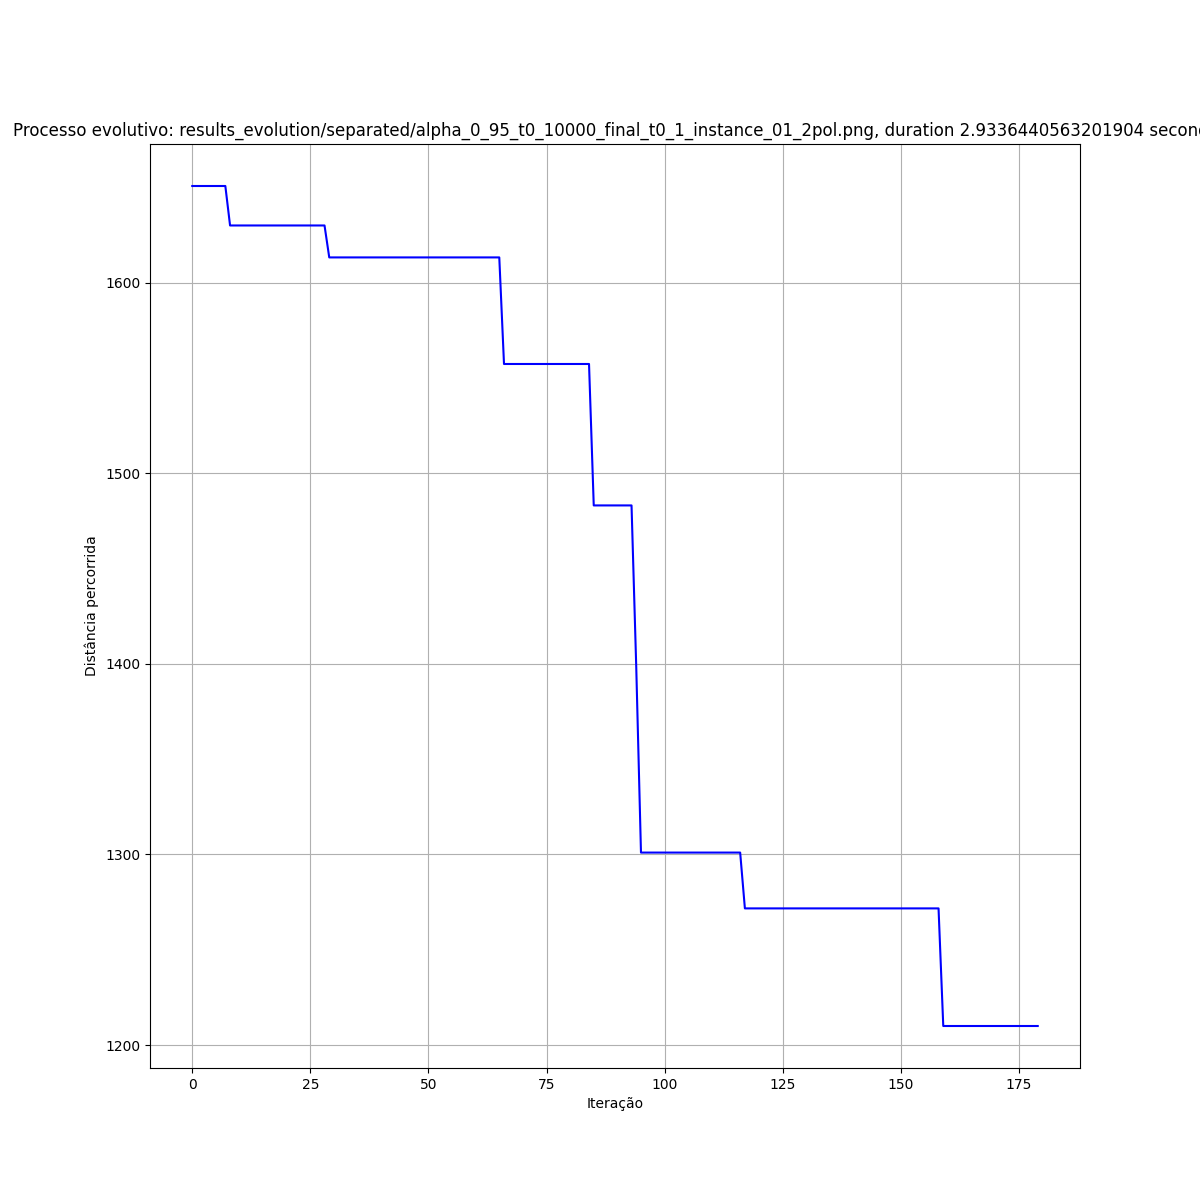 Processo evolutivo: results_evolution/separated/alpha_0_95_t0_10000_final_t0_1_instance_01_2pol.png, duration 2.9336440563201904
1600
1500
1400
1300
1200
Distância percorrida
0 25 50 75 100 125 150 175
Iteração